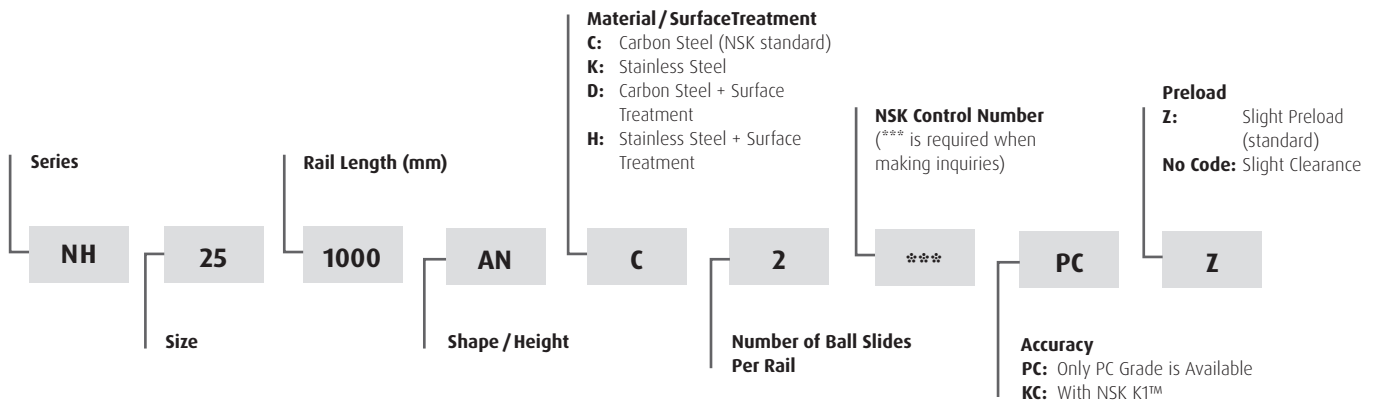 Material / SurfaceTreatment
C: Carbon Steel (NSK standard)
K: Stainless Steel
D: Carbon Steel + Surface
Treatment
H: Stainless Steel + Surface
Treatment
NSK Control Number
(*** is required when
making inquiries)
Preload
Z: Slight Preload
(standard)
No Code: Slight Clearance
Series
Rail Length (mm)
NH
25
1000
AN
C
2
***
PC
Z
Size
Shape / Height
Number of Ball Slides
Per Rail
Accuracy
PC: Only PC Grade is Available
KC: With NSK K1™